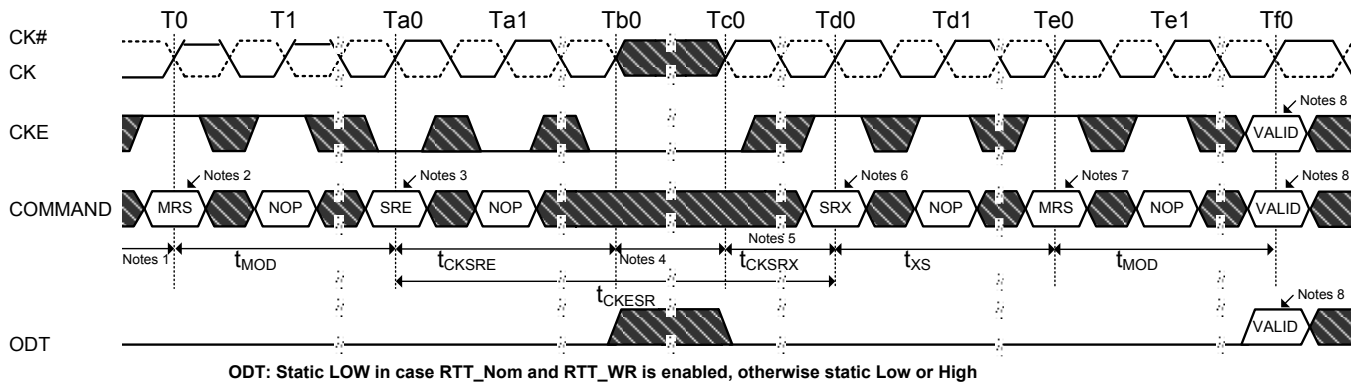 T0 T1 Ta0 Ta1 Tb0 Tc0 Td0 Td1 Te0 Te1 Tf0
CK#
CK
Notes 8
CKE VALID
Notes 2 Notes 3 Notes 6 Notes 7 Notes 8
COMMAND MRS NOP SRE NOP SRX NOP MRS NOP VALID
Notes 1 tMOD tCKSRE Notes 4 Notes 5 tCKSRX tXS tMOD
tCKESR
Notes 8
VALID
ODT
ODT: Static LOW in case RTT_Nom and RTT_WR is enabled, otherwise static Low or High